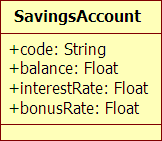 SavingsAccount
+code: String
+balance: Float
+interestRate: Float
+bonusRate: Float